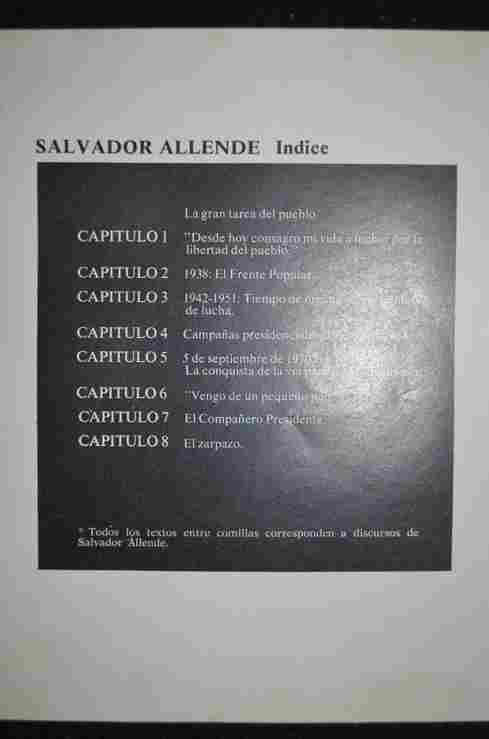 SALVADOR ALLENDE Indice
La gran tarea del pueblo
CAPITULO 1 "Desde hoy consagro mi vida a luchar por la
libertad del pueblo."
CAPITULO 2 1938: El Frente Popular.
CAPITULO 3 1942-1951: Tiempo de
de lucha.
CAPITULO 4 Campañas
CAPITULO 5 5 de septiembre de 1970
La conquista de la
CAPITULO 6 "Vengo de un pequeño
CAPITULO 7 El Compañero Presidente.
CAPITULO 8 El zarpazo.
* Todos los textos entre comillas corresponden a discursos de
Salvador Allende.